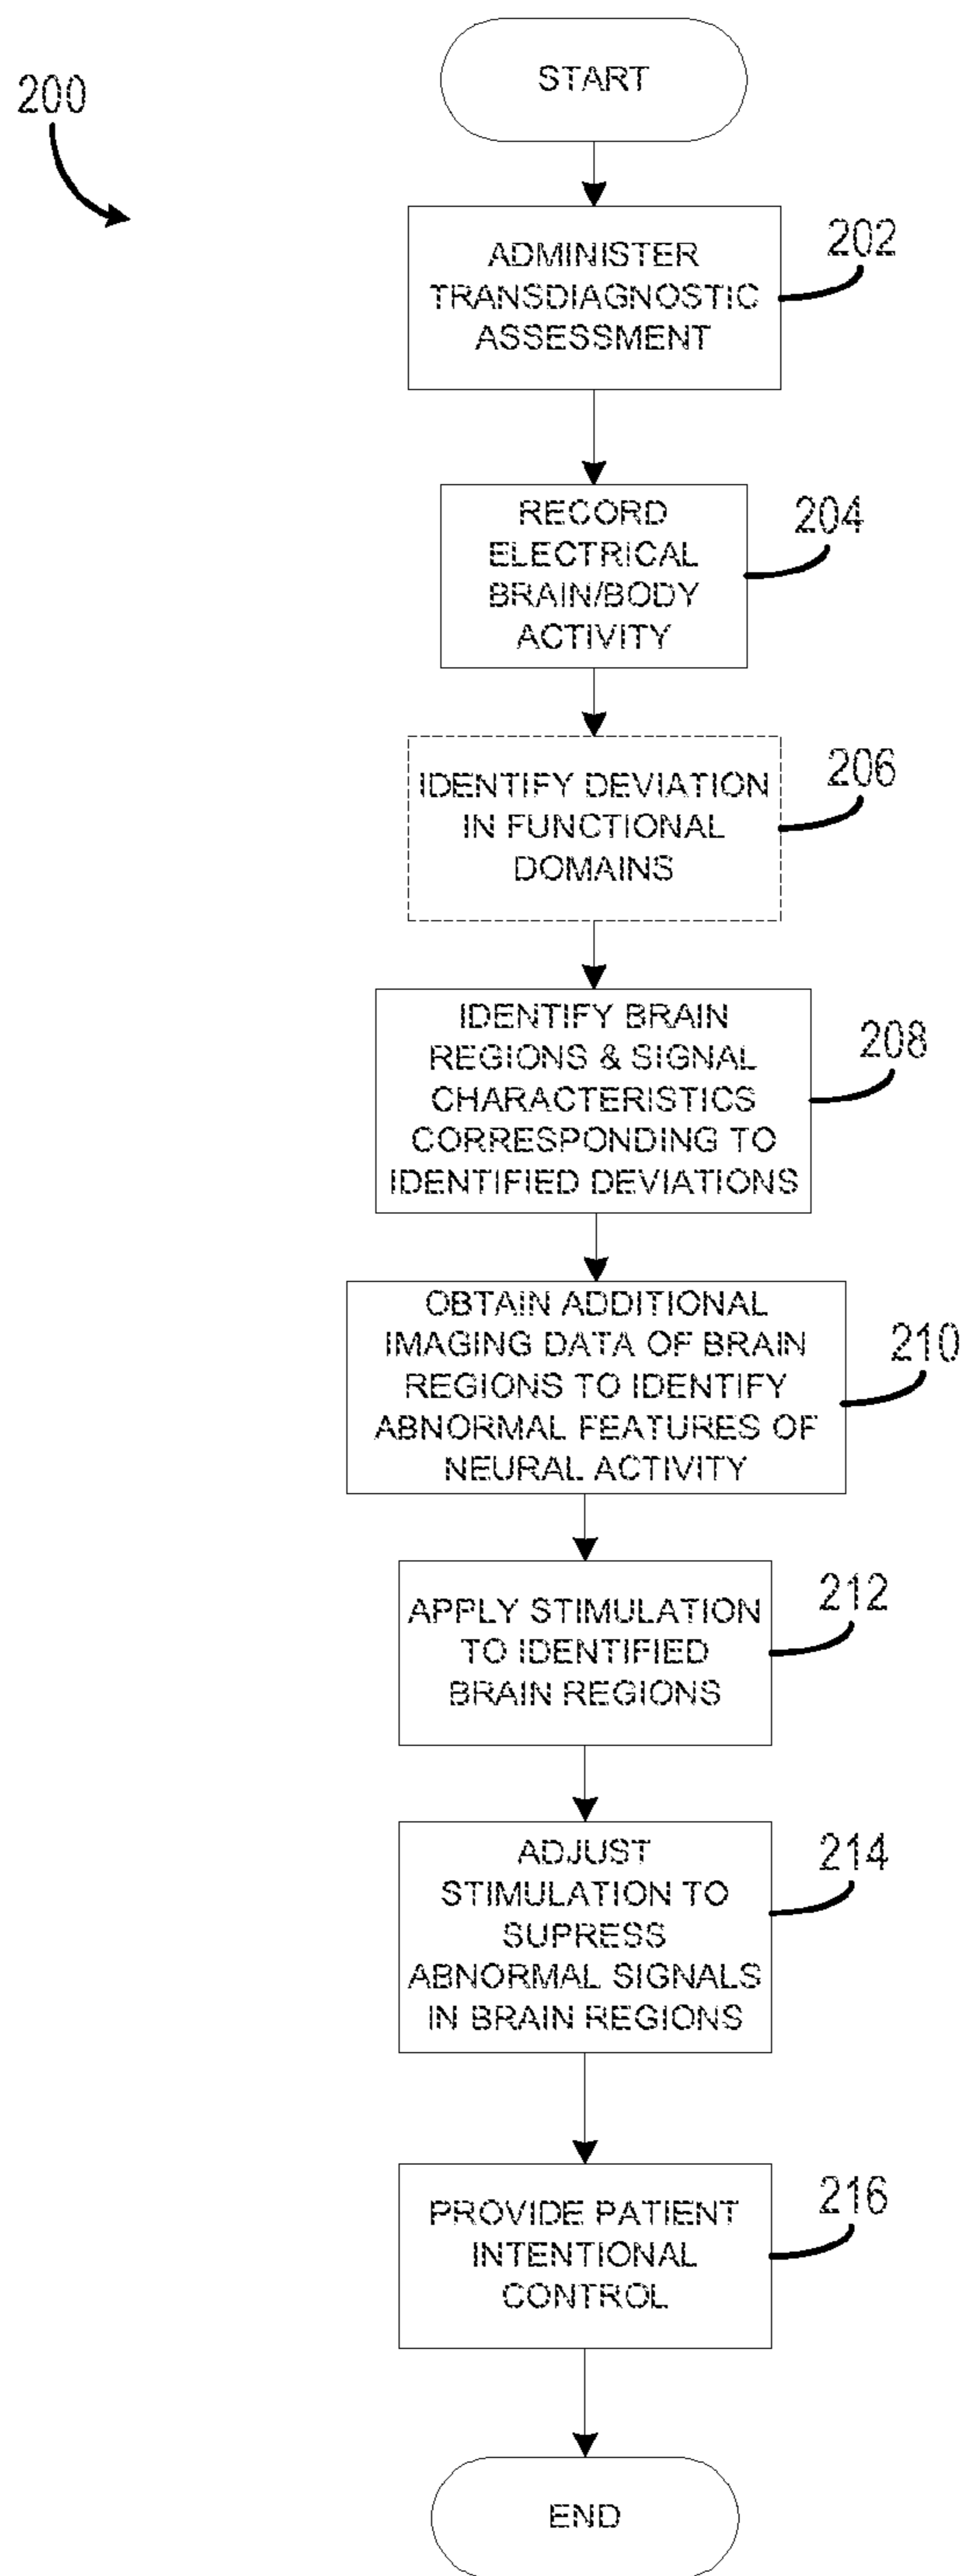 START
200
ADMINISTER
TRANSDIAGNOSTIC
ASSESSMENT
202
RECORD
ELECTRICAL
BRAIN/BODY
ACTIVITY
204
IDENTIFY DEVIATION
IN FUNCTIONAL
DOMAINS
206
IDENTIFY BRAIN
REGIONS & SIGNAL
CHARACTERISTICS
CORRESPONDING TO
IDENTIFIED DEVIATIONS
208
OBTAIN ADDITIONAL
IMAGING DATA OF BRAIN
REGIONS TO IDENTIFY
ABNORMAL FEATURES OF
NEURAL ACTIVITY
210
APPLY STIMULATION
TO IDENTIFIED
BRAIN REGIONS
212
ADJUST
STIMULATION TO
SUPRESS
ABNORMAL SIGNALS
IN BRAIN REGIONS
214
PROVIDE PATIENT
INTENTIONAL
CONTROL
216
END